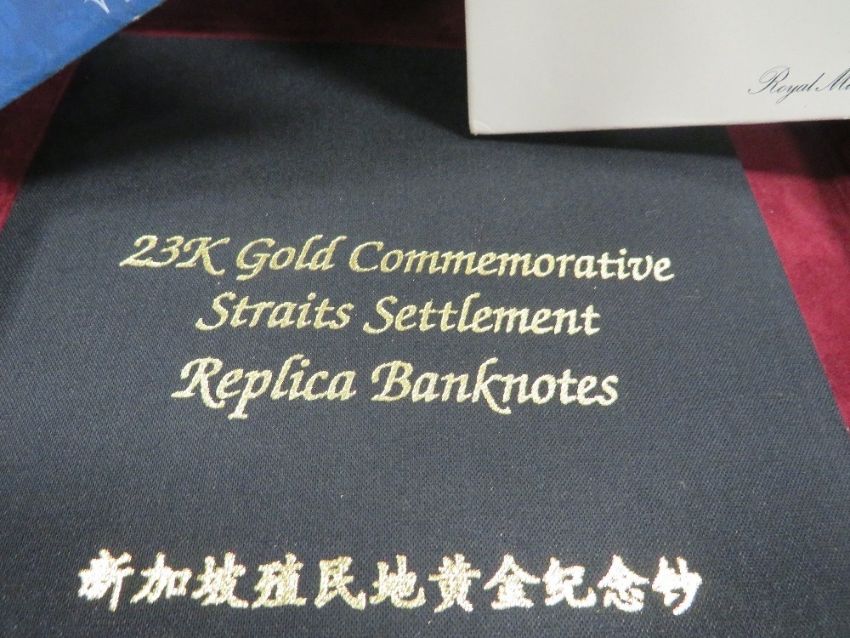 Royal
23K Gold Commemorative
Straits Settlement
Replica Banknotes
新加坡殖民地黄金纪念钞